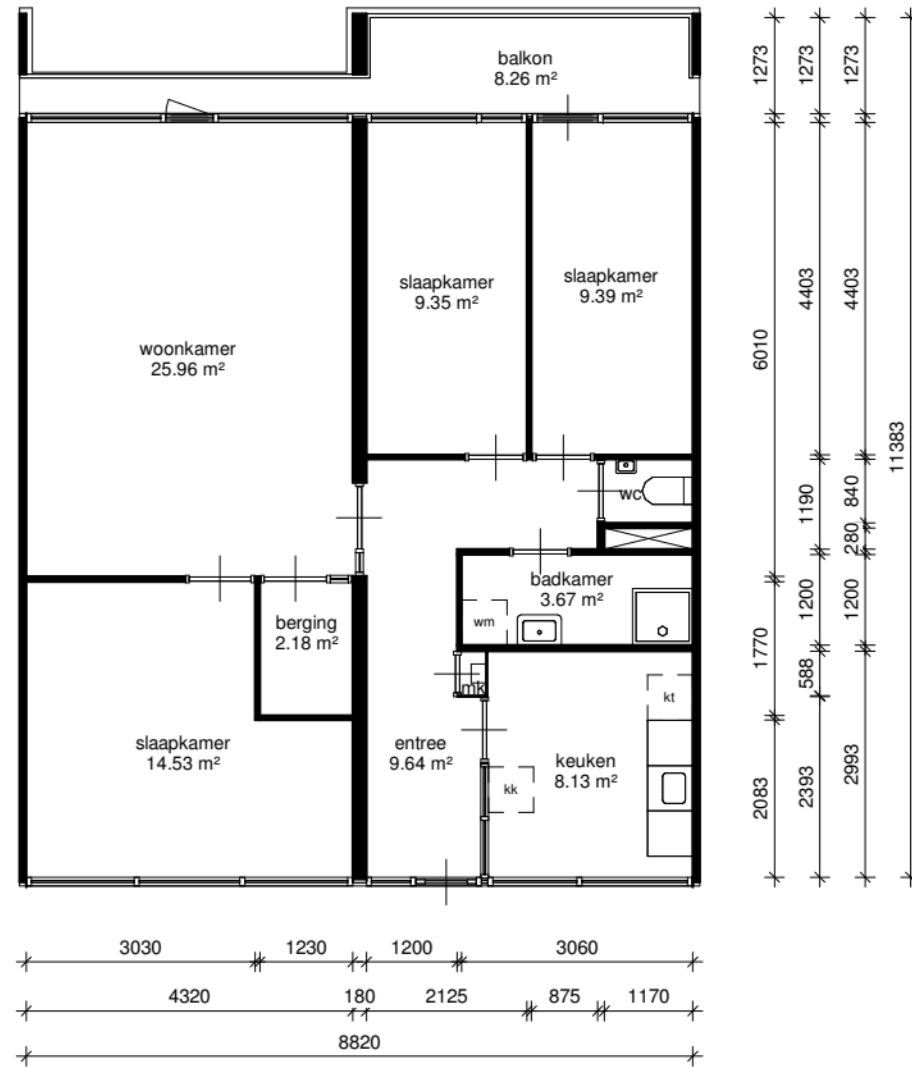 balkon
8.26 m²
slaapkamer
9.35 m²
slaapkamer
9.39 m²
woonkamer
25.96 m²
wc
badkamer
3.67 m²
wm
berging
2.18 m²
mk
kt
slaapkamer
14.53 m²
entree
9.64 m²
keuken
8.13 m²
kk
1273
6010
1770
2083
1273
4403
1190
1200
588
2393
1273
4403
840
280
1200
2993
11383
3030
1230
1200
3060
4320
180
2125
875
1170
8820